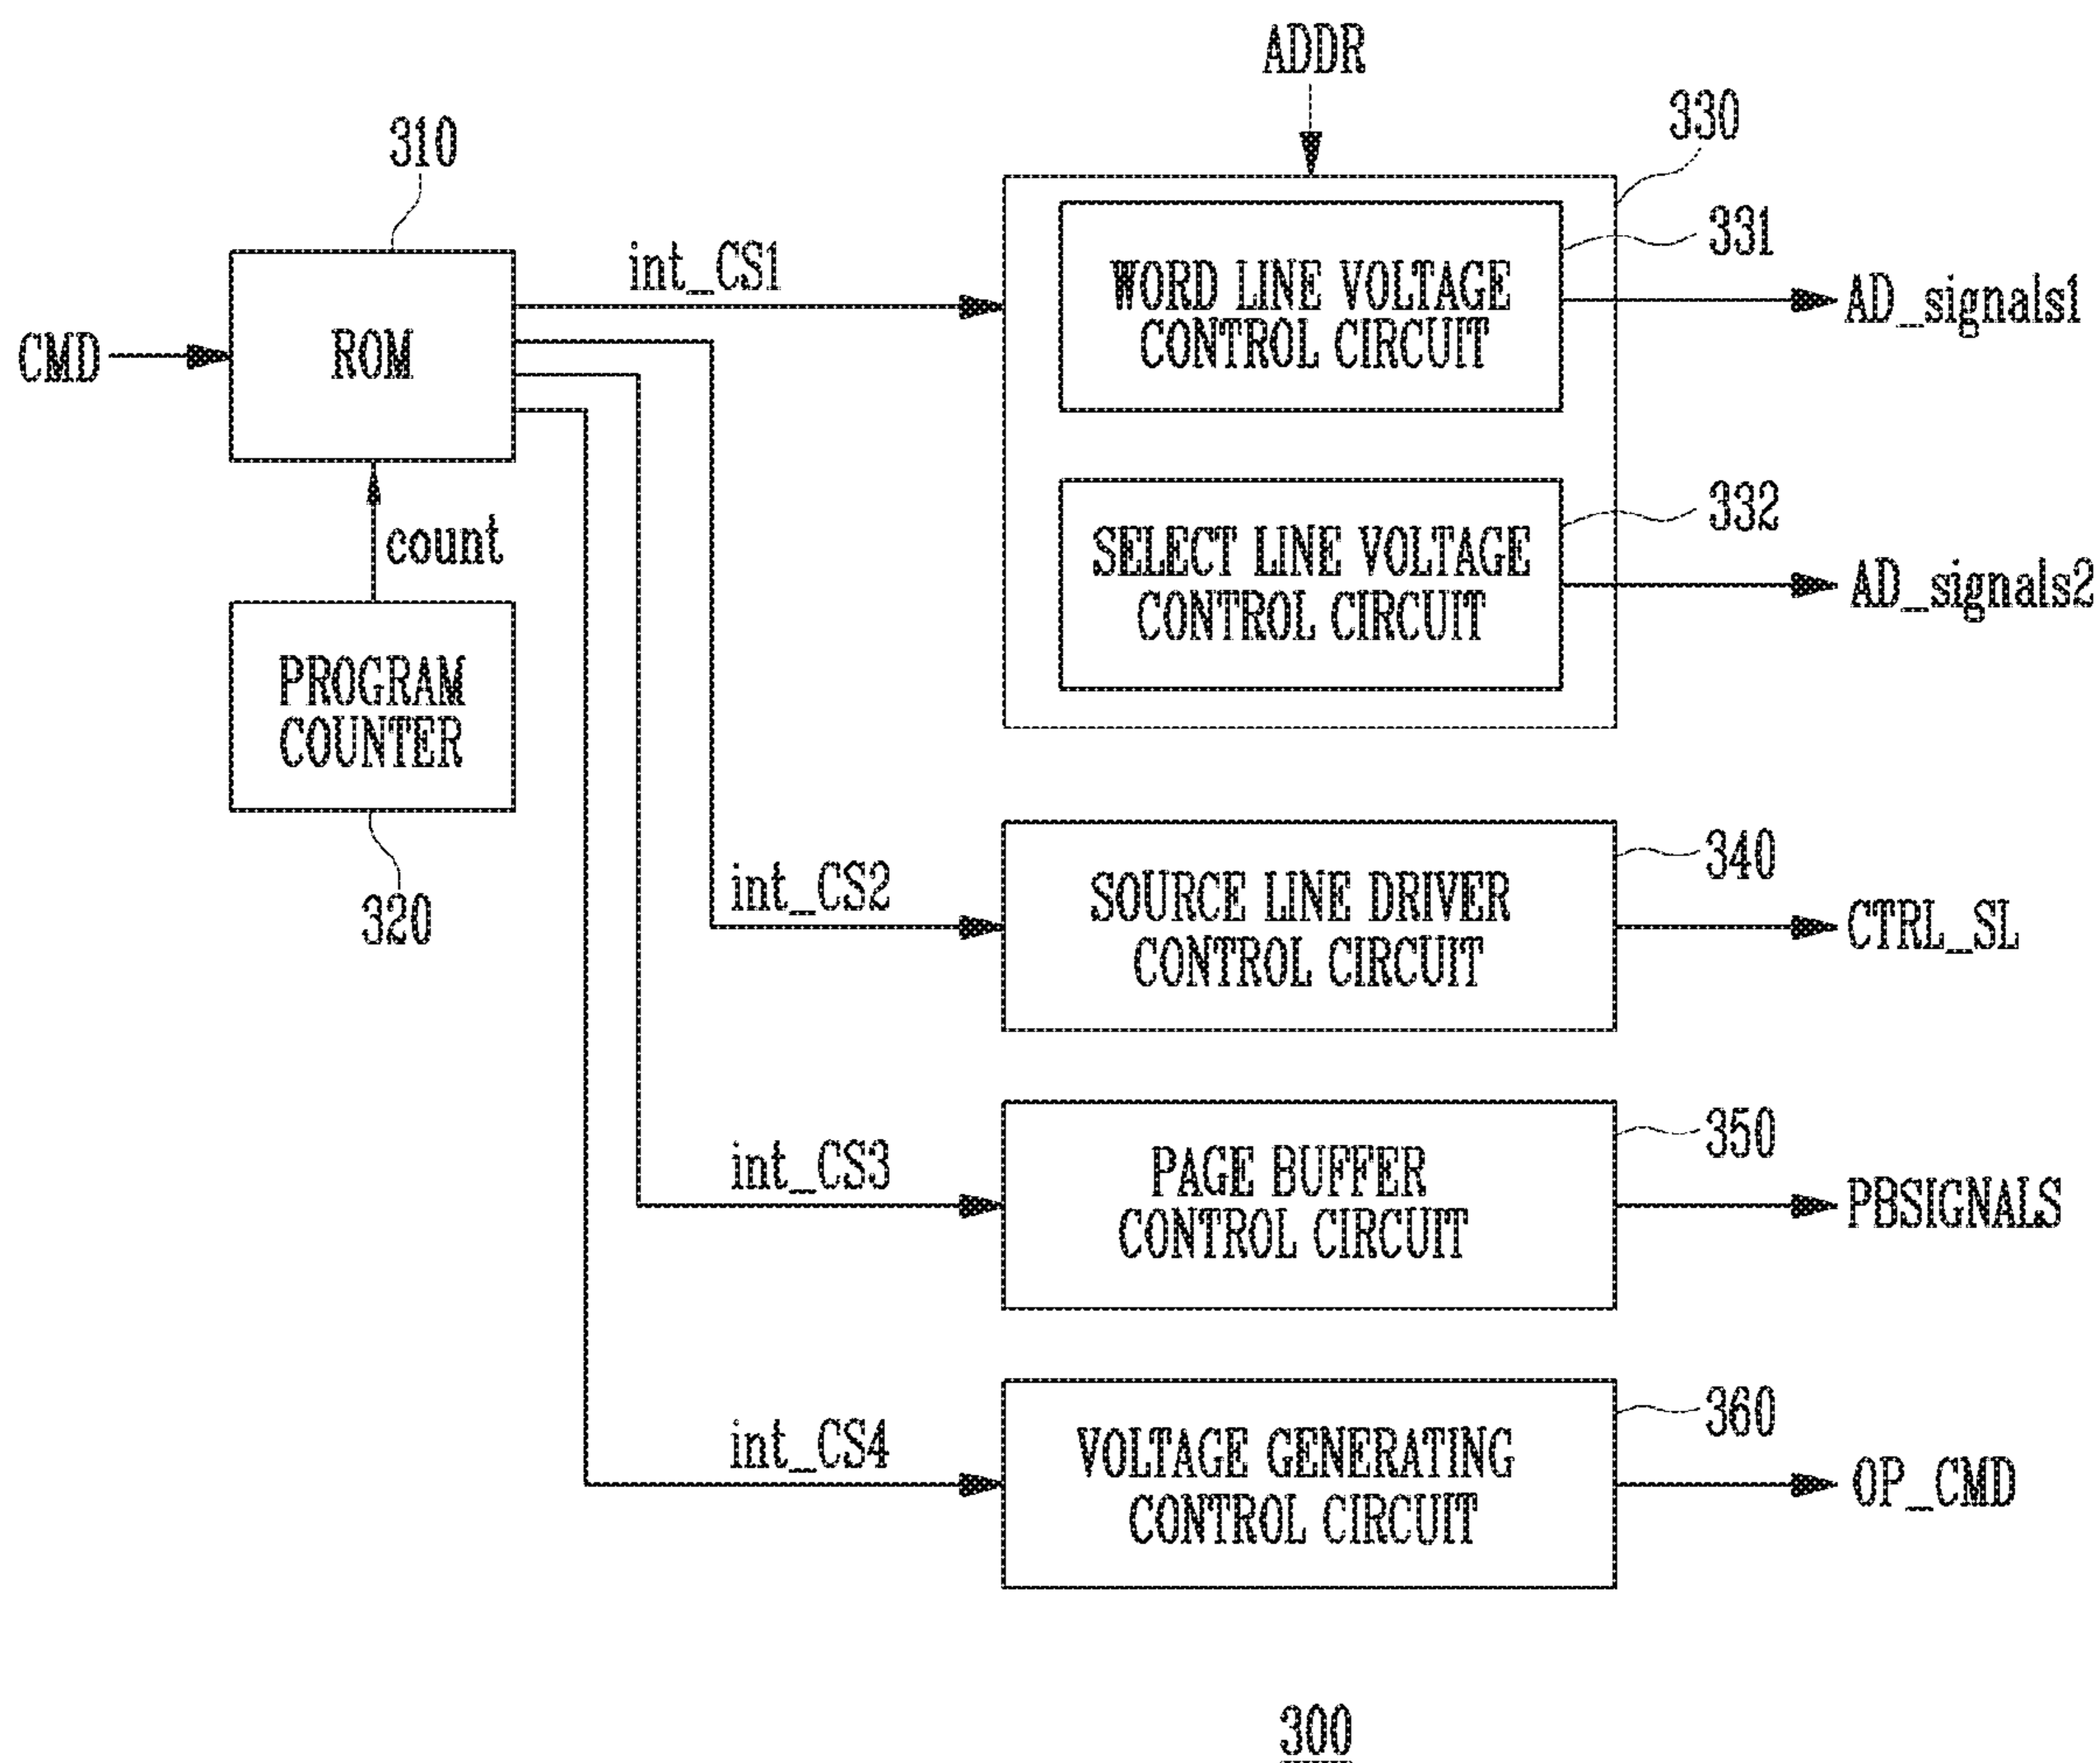 ADDR
330
310
331
int_CS1
WORD LINE VOLTAGE
CONTROL CIRCUIT
AD_signals1
CMD
ROM
332
count
SELECT LINE VOLTAGE
CONTROL CIRCUIT
AD_signals2
PROGRAM
COUNTER
320
340
int_CS2
SOURCE LINE DRIVER
CONTROL CIRCUIT
CTRL_SL
350
int_CS3
PAGE BUFFER
CONTROL CIRCUIT
PBSIGNALS
360
int_CS4
VOLTAGE GENERATING
CONTROL CIRCUIT
OP_CMD
300